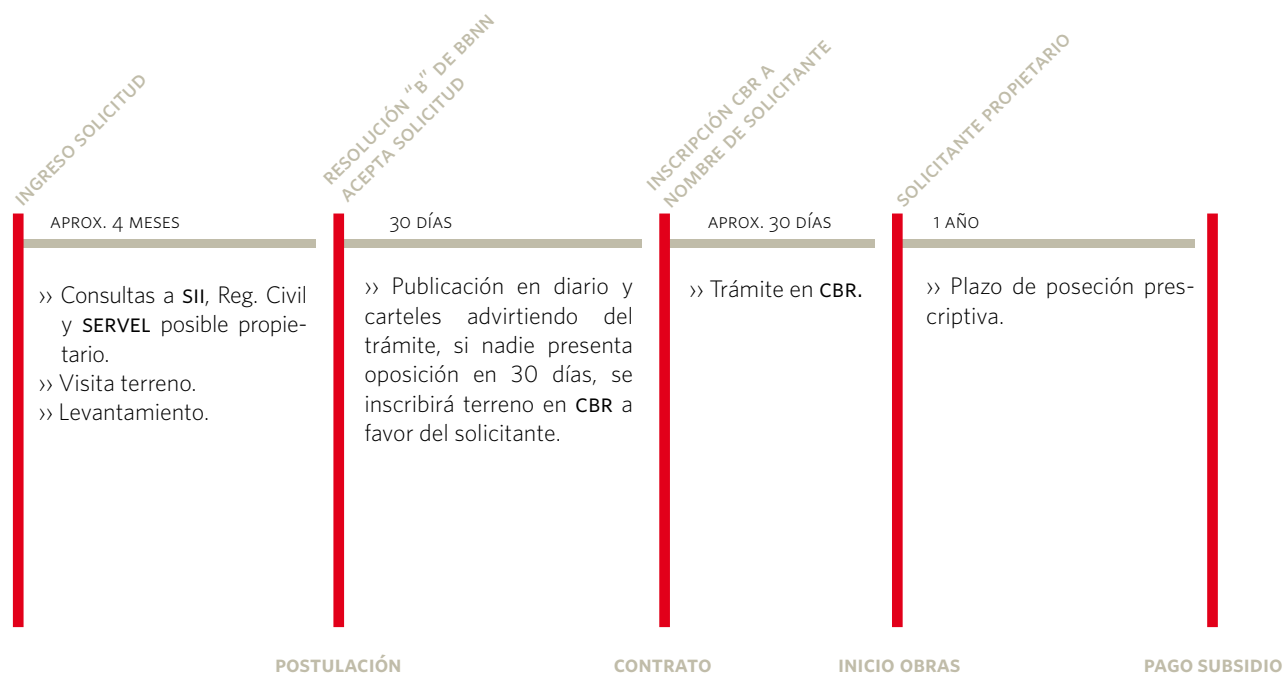 INGRESO SOLICITUD
RESOLUCIÓN "B" DE BBNN
ACEPTA SOLICITUD
INSCRIPCIÓN CBR A
NOMBRE DE SOLICITANTE
SOLICITANTE PROPIETARIO
APROX. 4 MESES
›› Consultas a SII, Reg. Civil
y SERVEL posible propie-
tario.
›› Visita terreno.
›› Levantamiento.
30 DÍAS
›› Publicación en diario y
carteles advirtiendo del
trámite, si nadie presenta
oposición en 30 días, se
inscribirá terreno en CBR a
favor del solicitante.
APROX. 30 DÍAS
›› Trámite en CBR.
1 AÑO
›› Plazo de poseción pres-
criptiva.
POSTULACIÓN
CONTRATO
INICIO OBRAS
PAGO SUBSIDIO